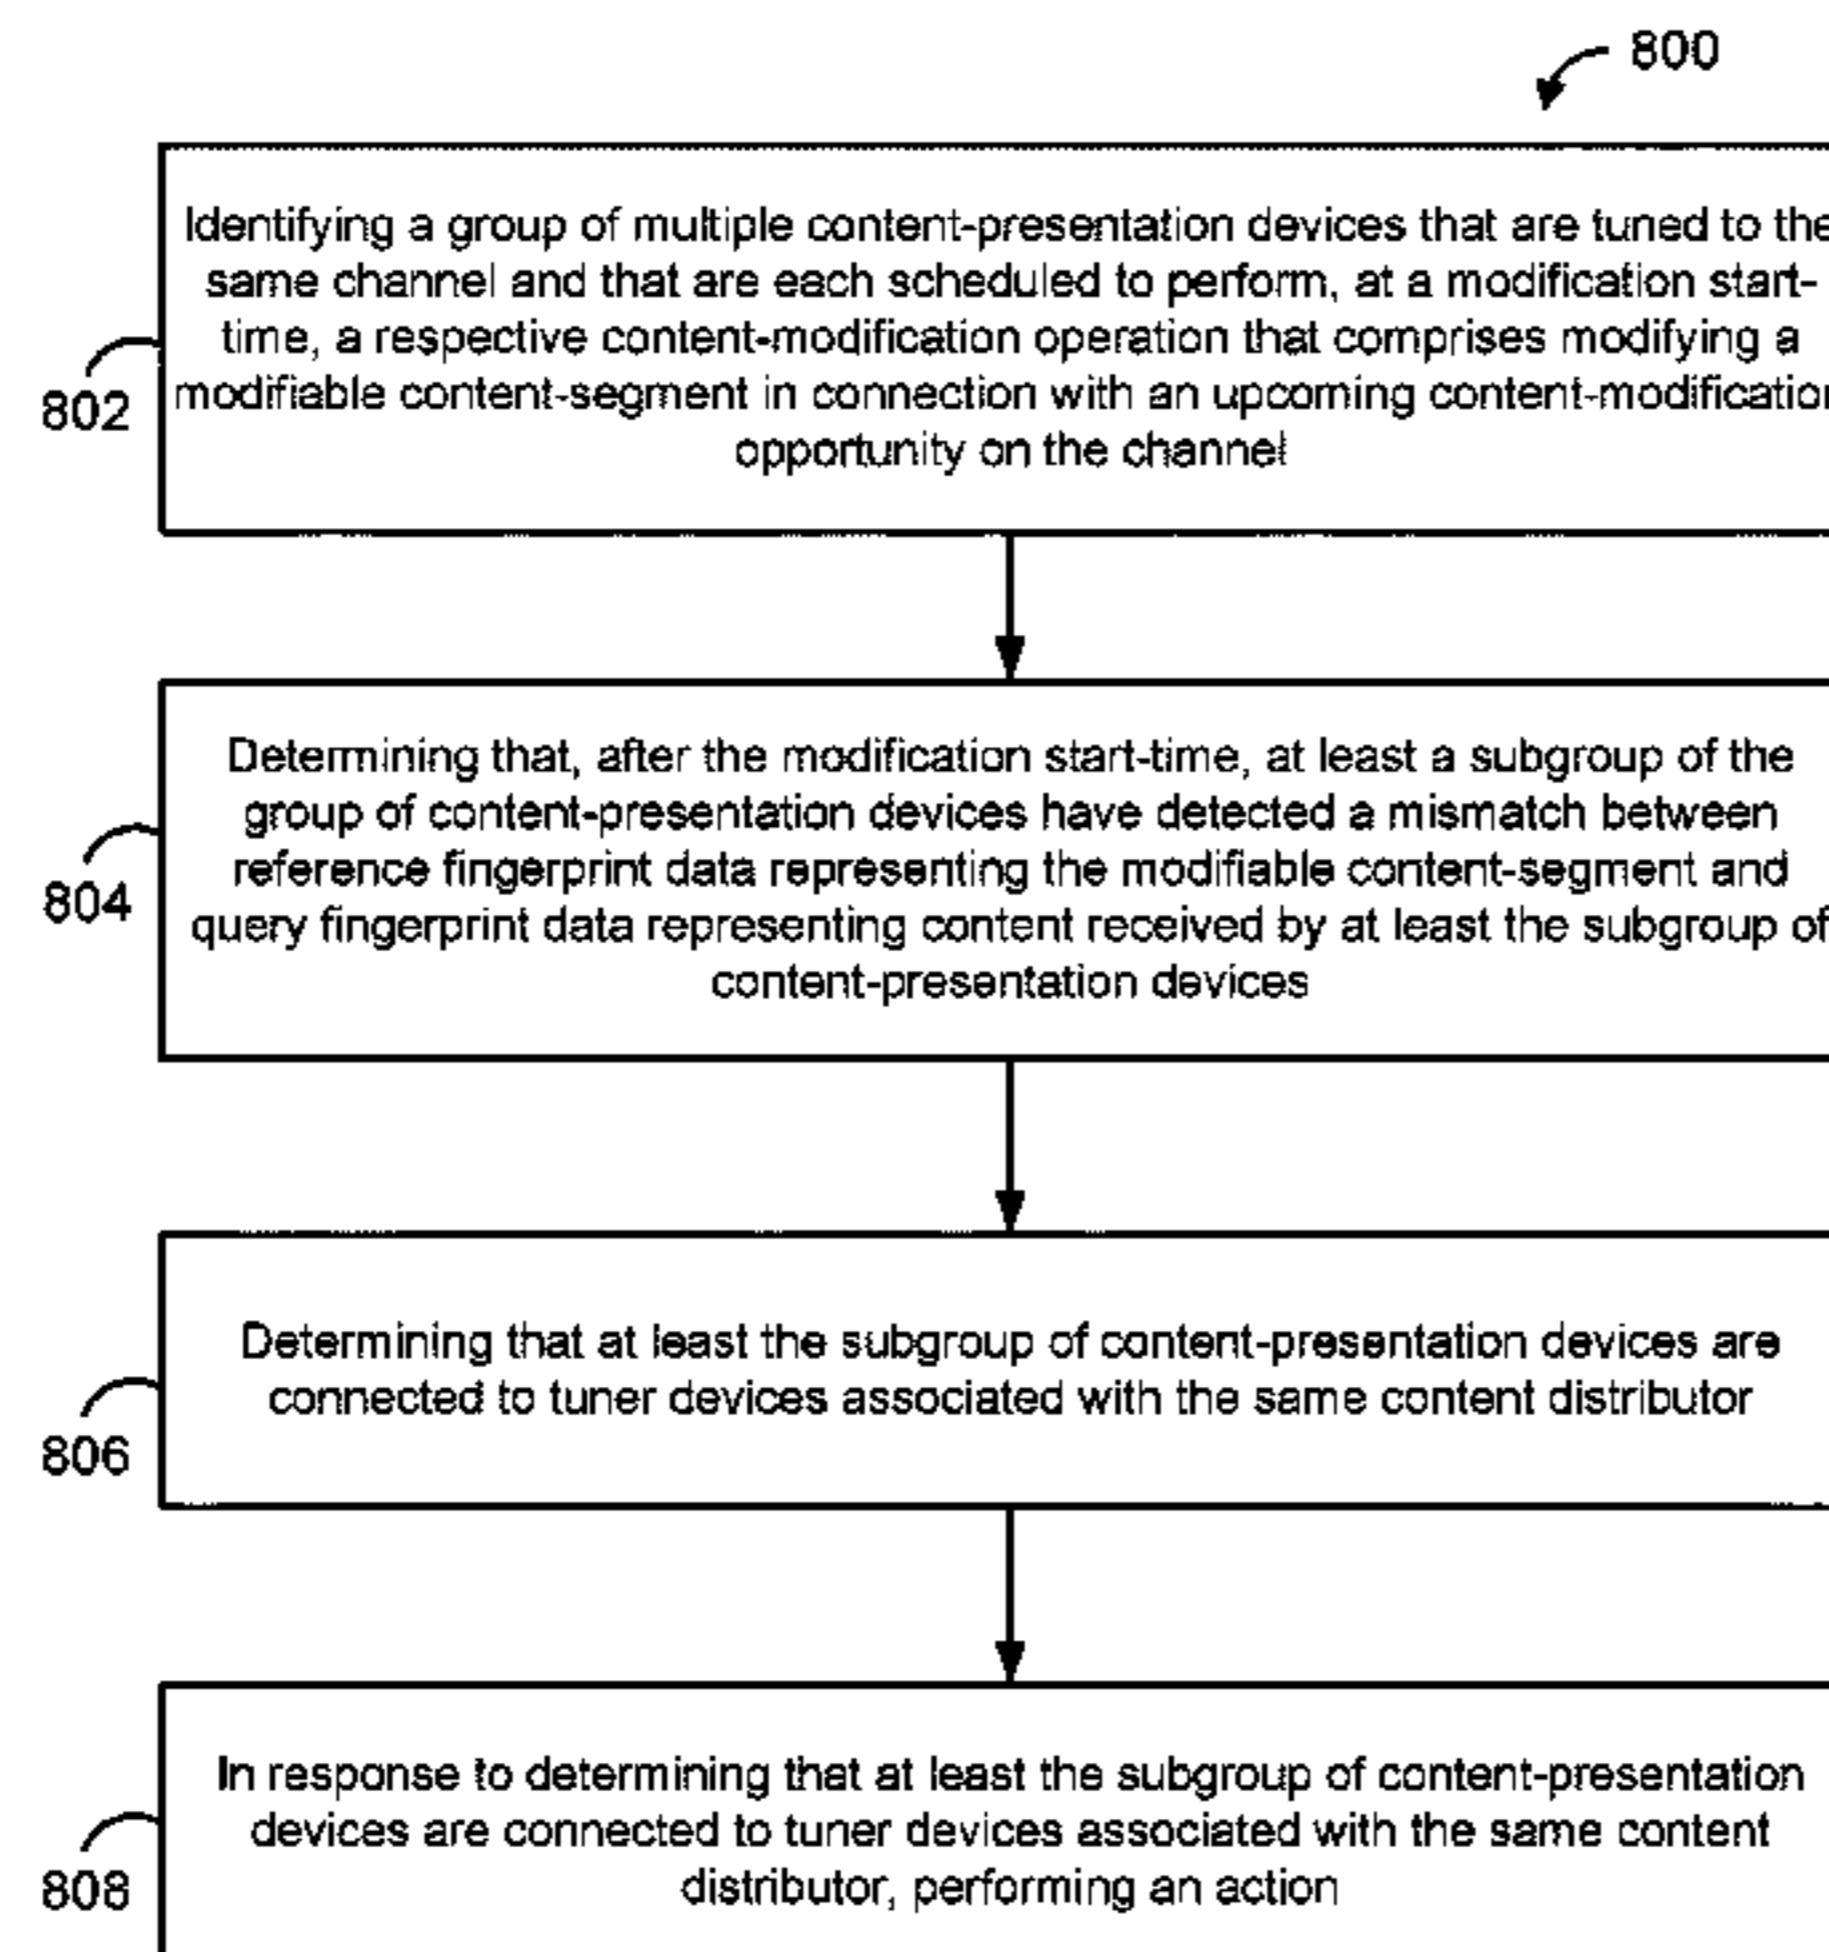 800
Identifying a group of multiple content-presentation devices that are tuned to the
same channel and that are each scheduled to perform, at a modification start-
time, a respective content-modification operation that comprises modifying a
modifiable content-segment in connection with an upcoming content-modification
opportunity on the channel
802
Determining that, after the modification start-time, at least a subgroup of the
group of content-presentation devices have detected a mismatch between
reference fingerprint data representing the modifiable content-segment and
query fingerprint data representing content received by at least the subgroup of
content-presentation devices
804
Determining that at least the subgroup of content-presentation devices are
connected to tuner devices associated with the same content distributor
806
In response to determining that at least the subgroup of content-presentation
devices are connected to tuner devices associated with the same content
distributor, performing an action
808